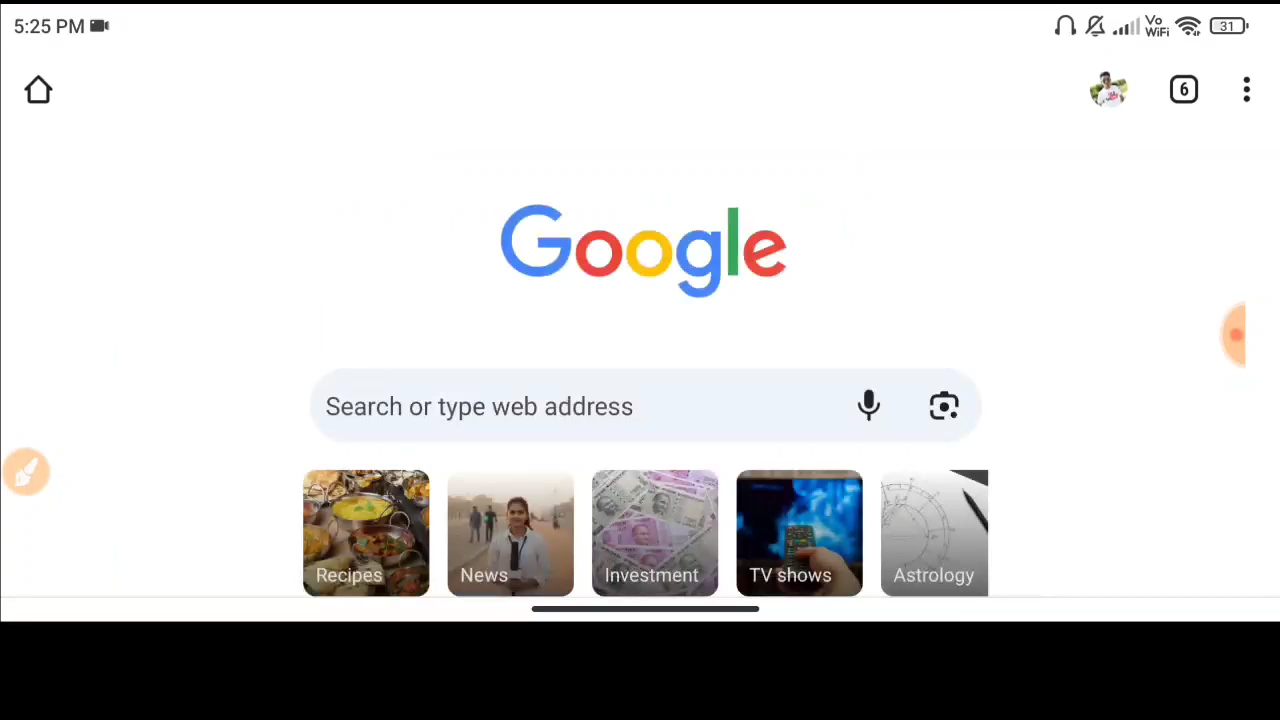 5:25 PM
Vo
WiFi
31
6
Google
Search or type web address
Recipes
News
Investment
TV shows
Astrology